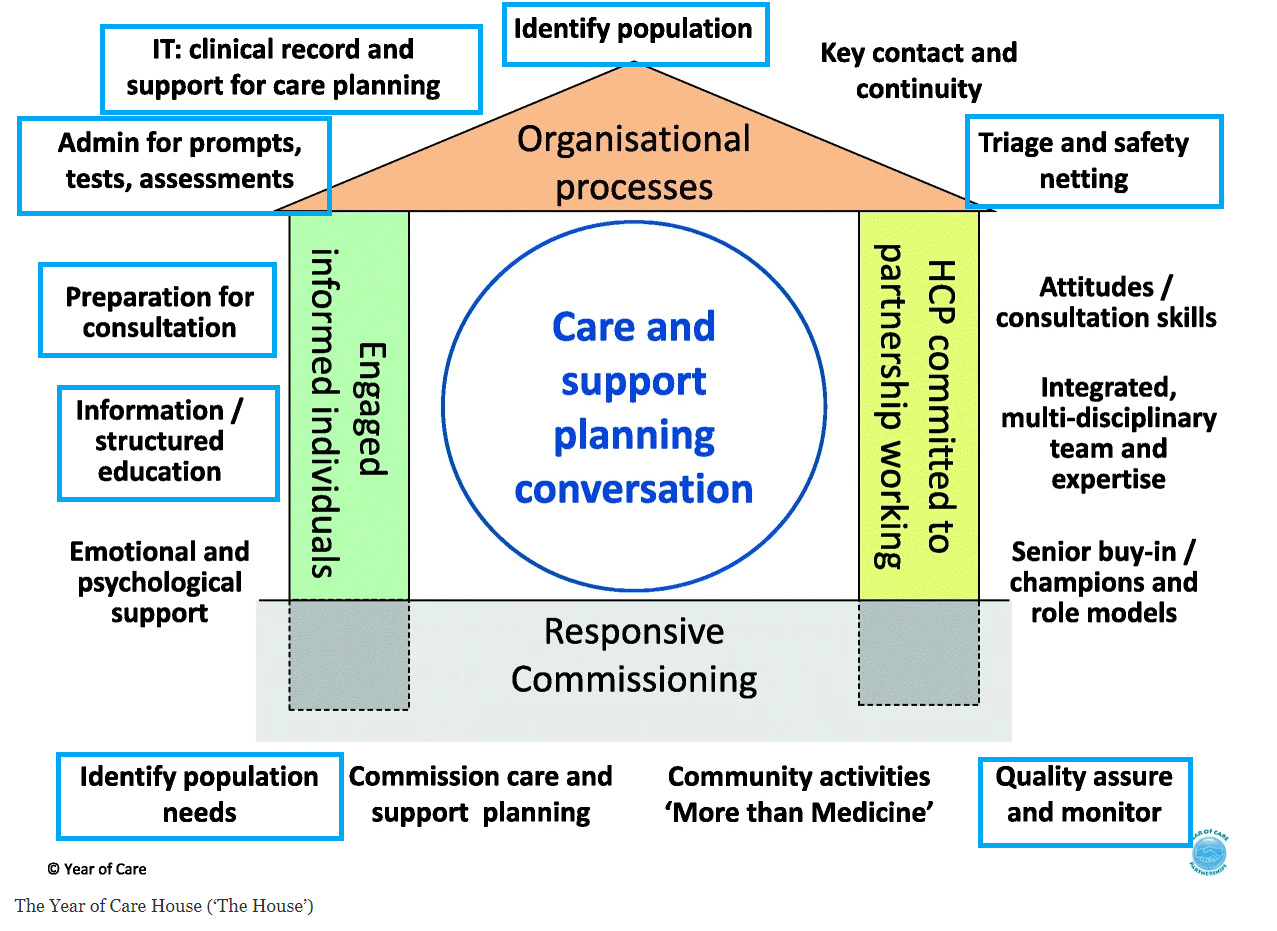 Identify population
IT: clinical record and
support for care planning
Key contact and
continuity
Admin for prompts,
tests, assessments
Triage and safety
netting
Organisational
processes
Preparation for
consultation
Information /
structured
education
Emotional and
psychological
support
Engaged
informed individuals
Care and
support
planning
conversation
HCP committed to
partnership working
Attitudes /
consultation skills
Integrated,
multi-disciplinary
team and
expertise
Senior buy-in /
champions and
role models
Responsive
Commissioning
Identify population
needs
Commission care and
support planning
Community activities
‘More than Medicine’
Quality assure
and monitor
YEAR OF CARE
PARTNERSHIPS
© Year of Care
The Year of Care House (‘The House’)